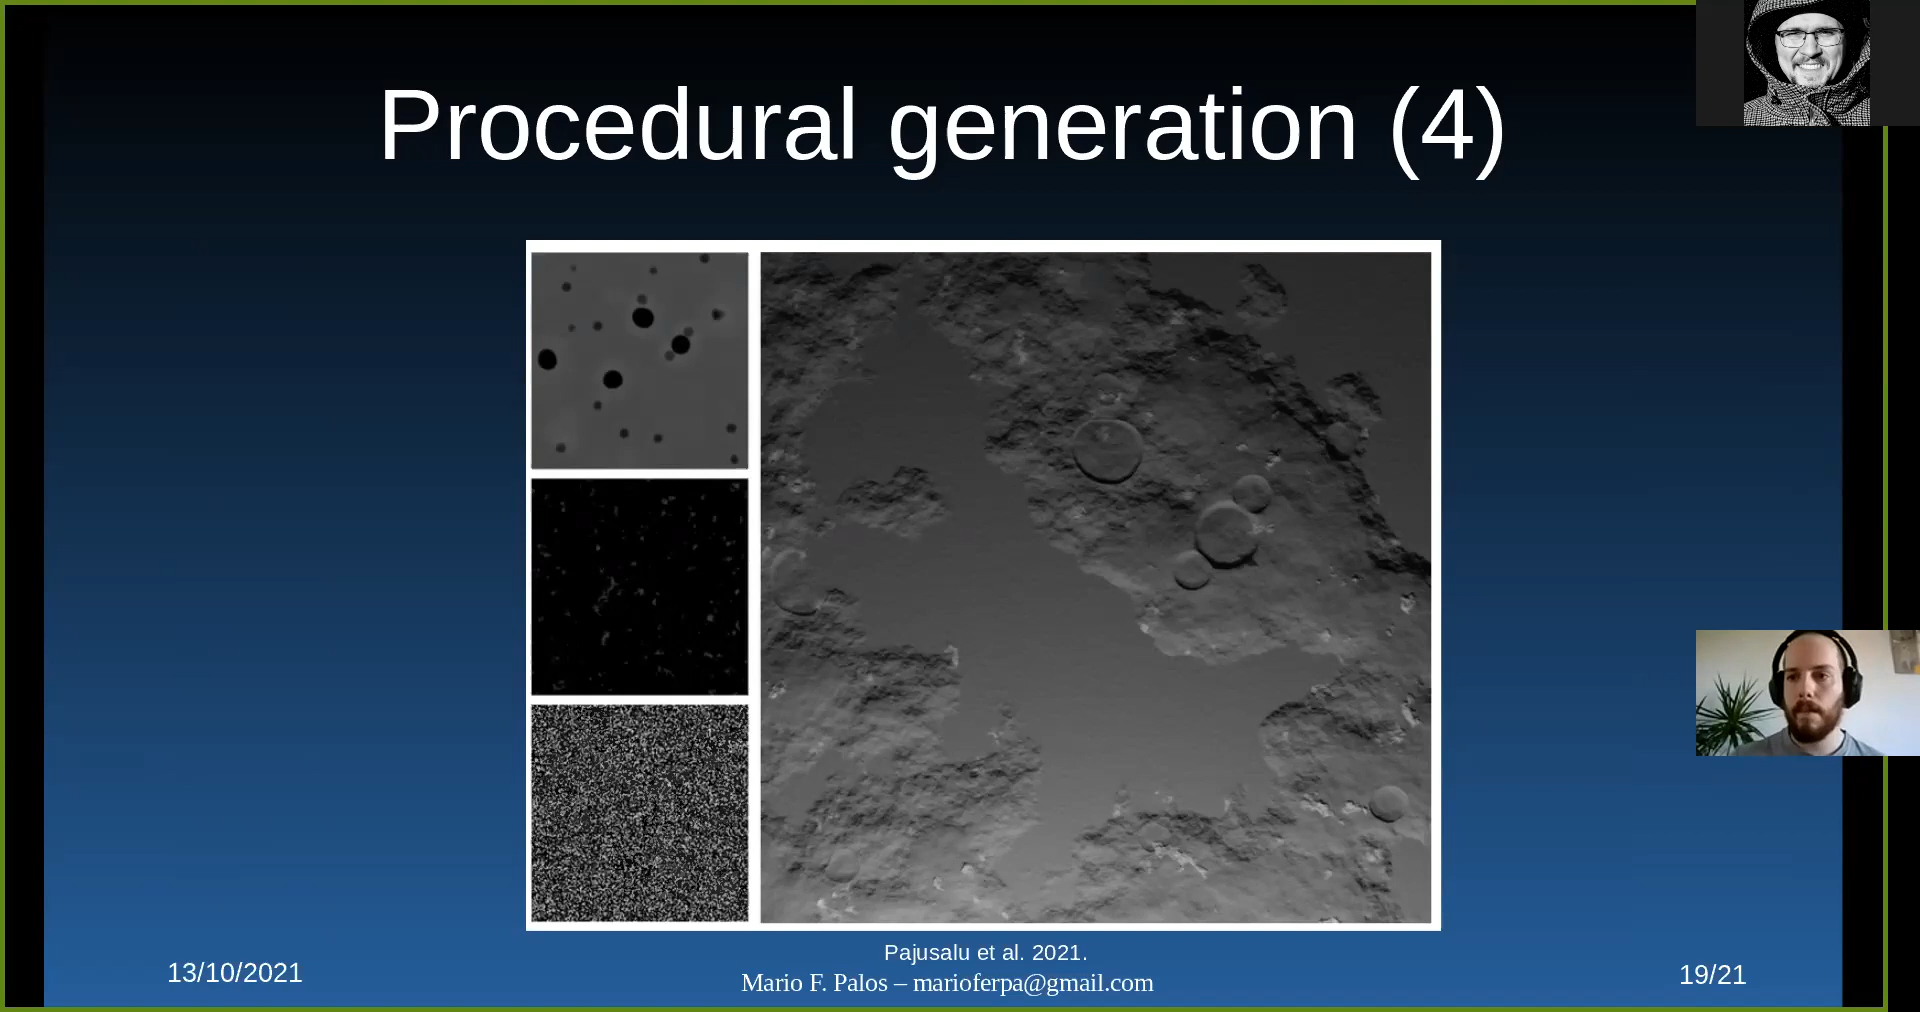 Procedural generation (4)
Pajusalu et al. 2021.
13/10/2021
Mario F. Palos – marioferpa@gmail.com
19/21